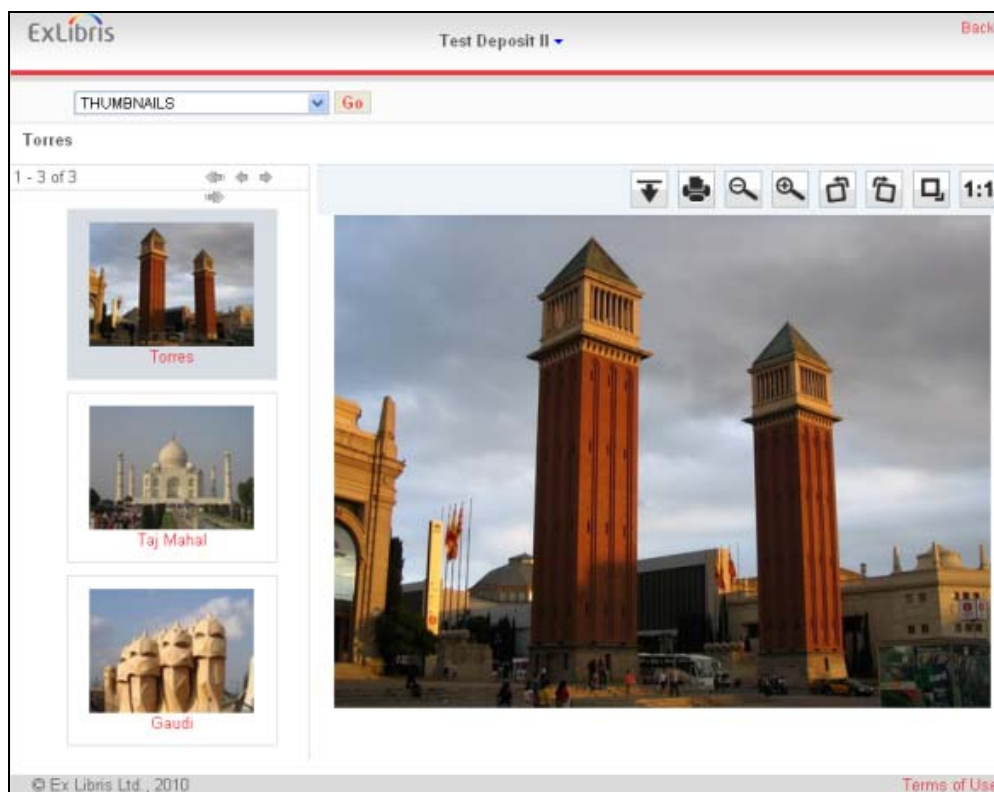 ExLibris
Test Deposit II
Back
THUMBNAILS
Go
Torres
1 - 3 of 3
1:1
Torres
Taj Mahal
Gaudi
© Ex Libris Ltd., 2010
Terms of Use